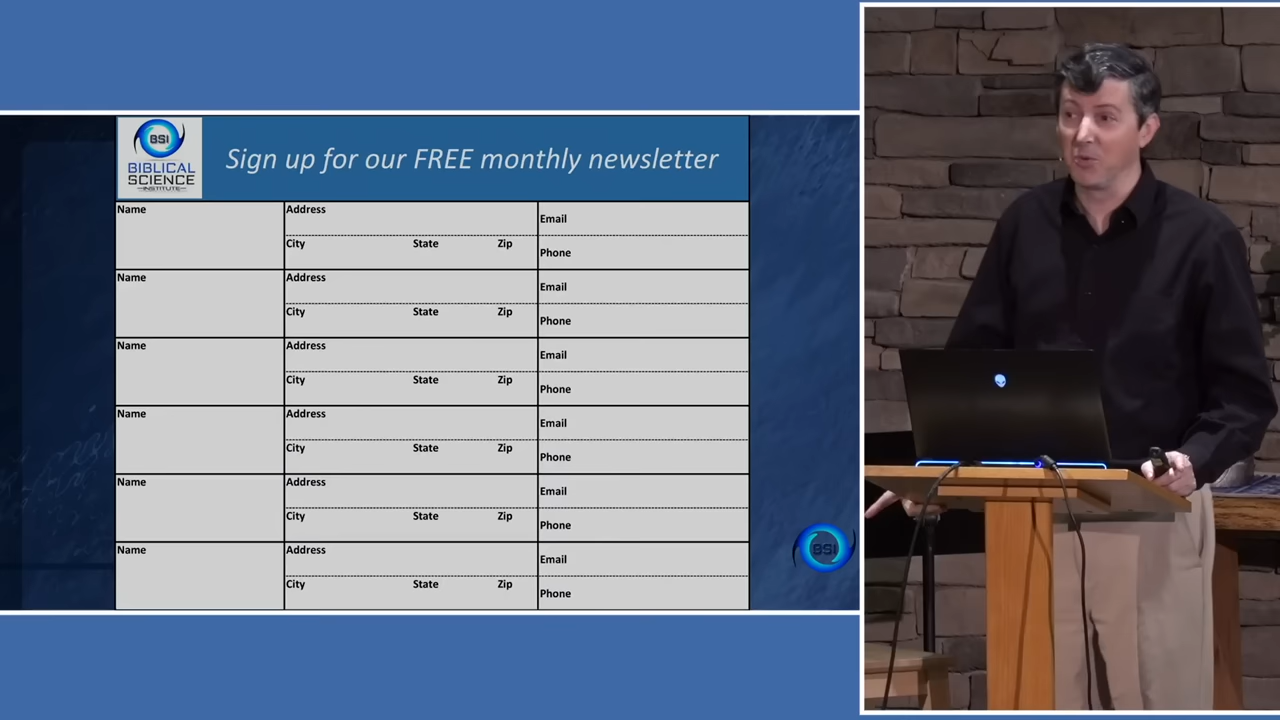 BSI
BIBLICAL
SCIENCE
INSTITUTE
Sign up for our FREE monthly newsletter
Name Address Email
City State Zip Phone
Name Address Email
City State Zip Phone
Name Address Email
City State Zip Phone
Name Address Email
City State Zip Phone
Name Address Email
City State Zip Phone
Name Address Email
City State Zip Phone
BSI